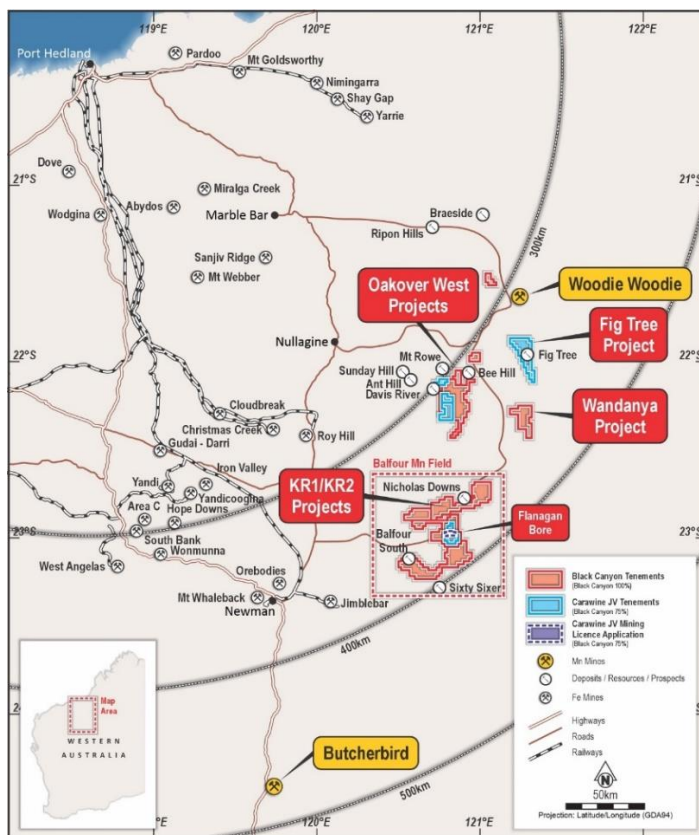 119°E
120°E
121°E
122°E
Port Hedland
Pardoo
Mt Goldsworthy
Nimingarra
Shay Gap
Yarrie
Dove
21°S
21°S
Miralga Creek
Abydos
Wodgina
Marble Bar
Braeside
Ripon Hills
300km
Sanjiv Ridge
Mt Webber
Oakover West
Projects
Woodie Woodie
Nullagine
Fig Tree
Project
Fig Tree
22°S
22°S
Mt Rowe
Sunday Hill
Bee Hill
Ant Hill
Davis River
Wandanya
Project
Cloudbreak
Christmas Creek
Roy Hill
Gudai - Darri
Iron Valley
Balfour Mn Field
Yandi
Yandicoogina
KR1/KR2
Projects
Nicholas Downs
Area C
Hope Downs
Flanagan
Bore
23°S
23°S
South Bank
Wonmunna
Balfour
South
West Angelas
Orebodies
Mt Whaleback
Newman
Jimblebar
Sixty Sixer
400km
Black Canyon Tenements
(Black Canyon 100%)
Carawine JV Tenements
(Black Canyon 75%)
Carawine JV Mining
Licence Application
(Black Canyon 75%)
Mn Mines
Deposits / Resources / Prospects
Fe Mines
Highways
Roads
Railways
N
50km
Projection: Latitude/Longitude (GDA94)
Map
Area
WESTERN
AUSTRALIA
24°
Butcherbird
500km
120°E
121°E